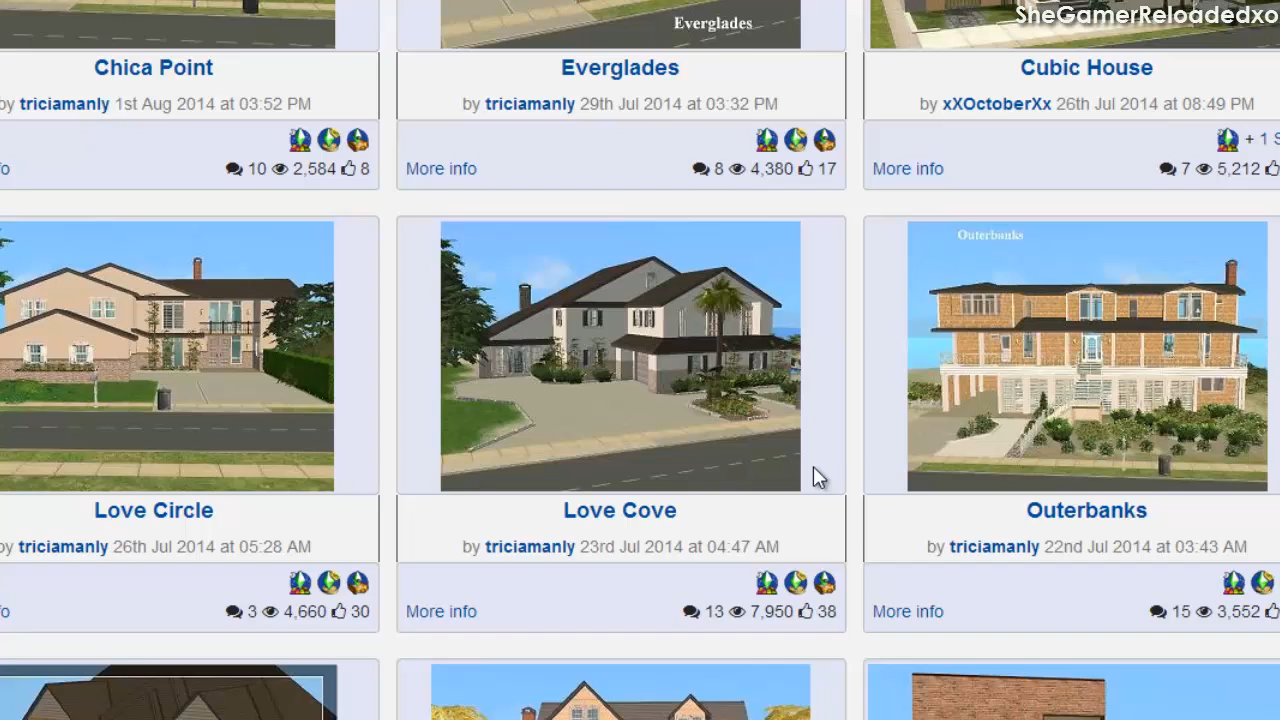 SheGamerReloadedxo
Everglades
Chica Point
by triciamanly 1st Aug 2014 at 03:52 PM
10 2,584 8
Everglades
by triciamanly 29th Jul 2014 at 03:32 PM
More info
8 4,380 17
Cubic House
by xXOctoberXx 26th Jul 2014 at 08:49 PM
+ 1 S
More info
7 5,212
Love Circle
by triciamanly 26th Jul 2014 at 05:28 AM
3 4,660 30
Love Cove
by triciamanly 23rd Jul 2014 at 04:47 AM
More info
13 7,950 38
Outerbanks
Outerbanks
by triciamanly 22nd Jul 2014 at 03:43 AM
More info
15 3,552